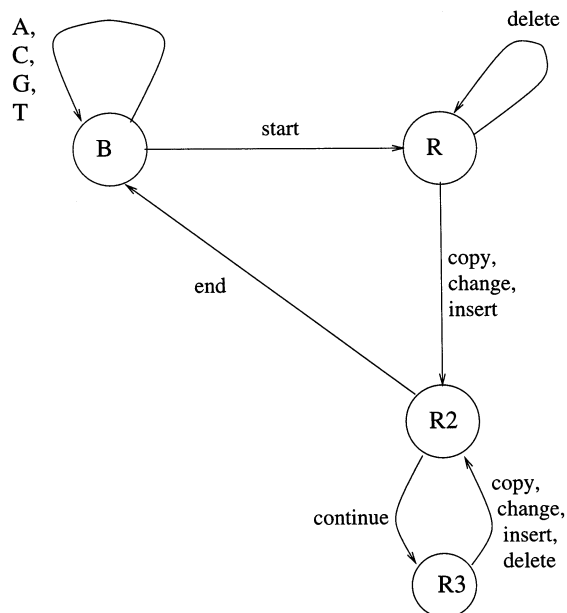 A,
C,
G,
T
delete
B
start
R
copy,
change,
insert
end
R2
continue
copy,
change,
insert,
delete
R3